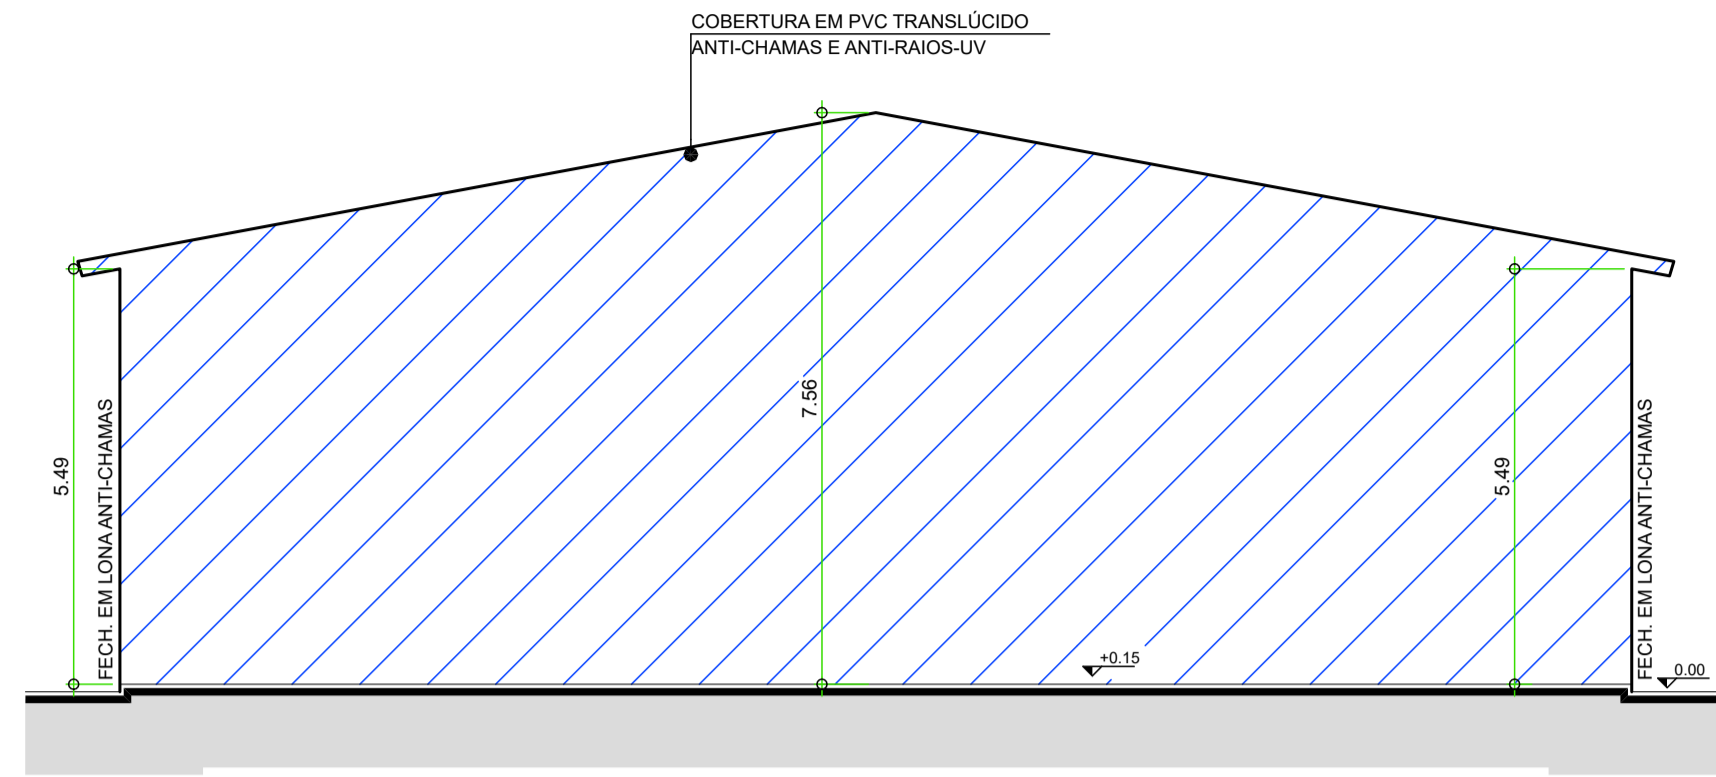 COBERTURA EM PVC TRANSLÚCIDO
ANTI-CHAMAS E ANTI-RAIOS-UV
5.49
FECH. EM LONA ANTI-CHAMAS
7.56
+0.15
5.49
FECH. EM LONA ANTI-CHAMAS
0.00